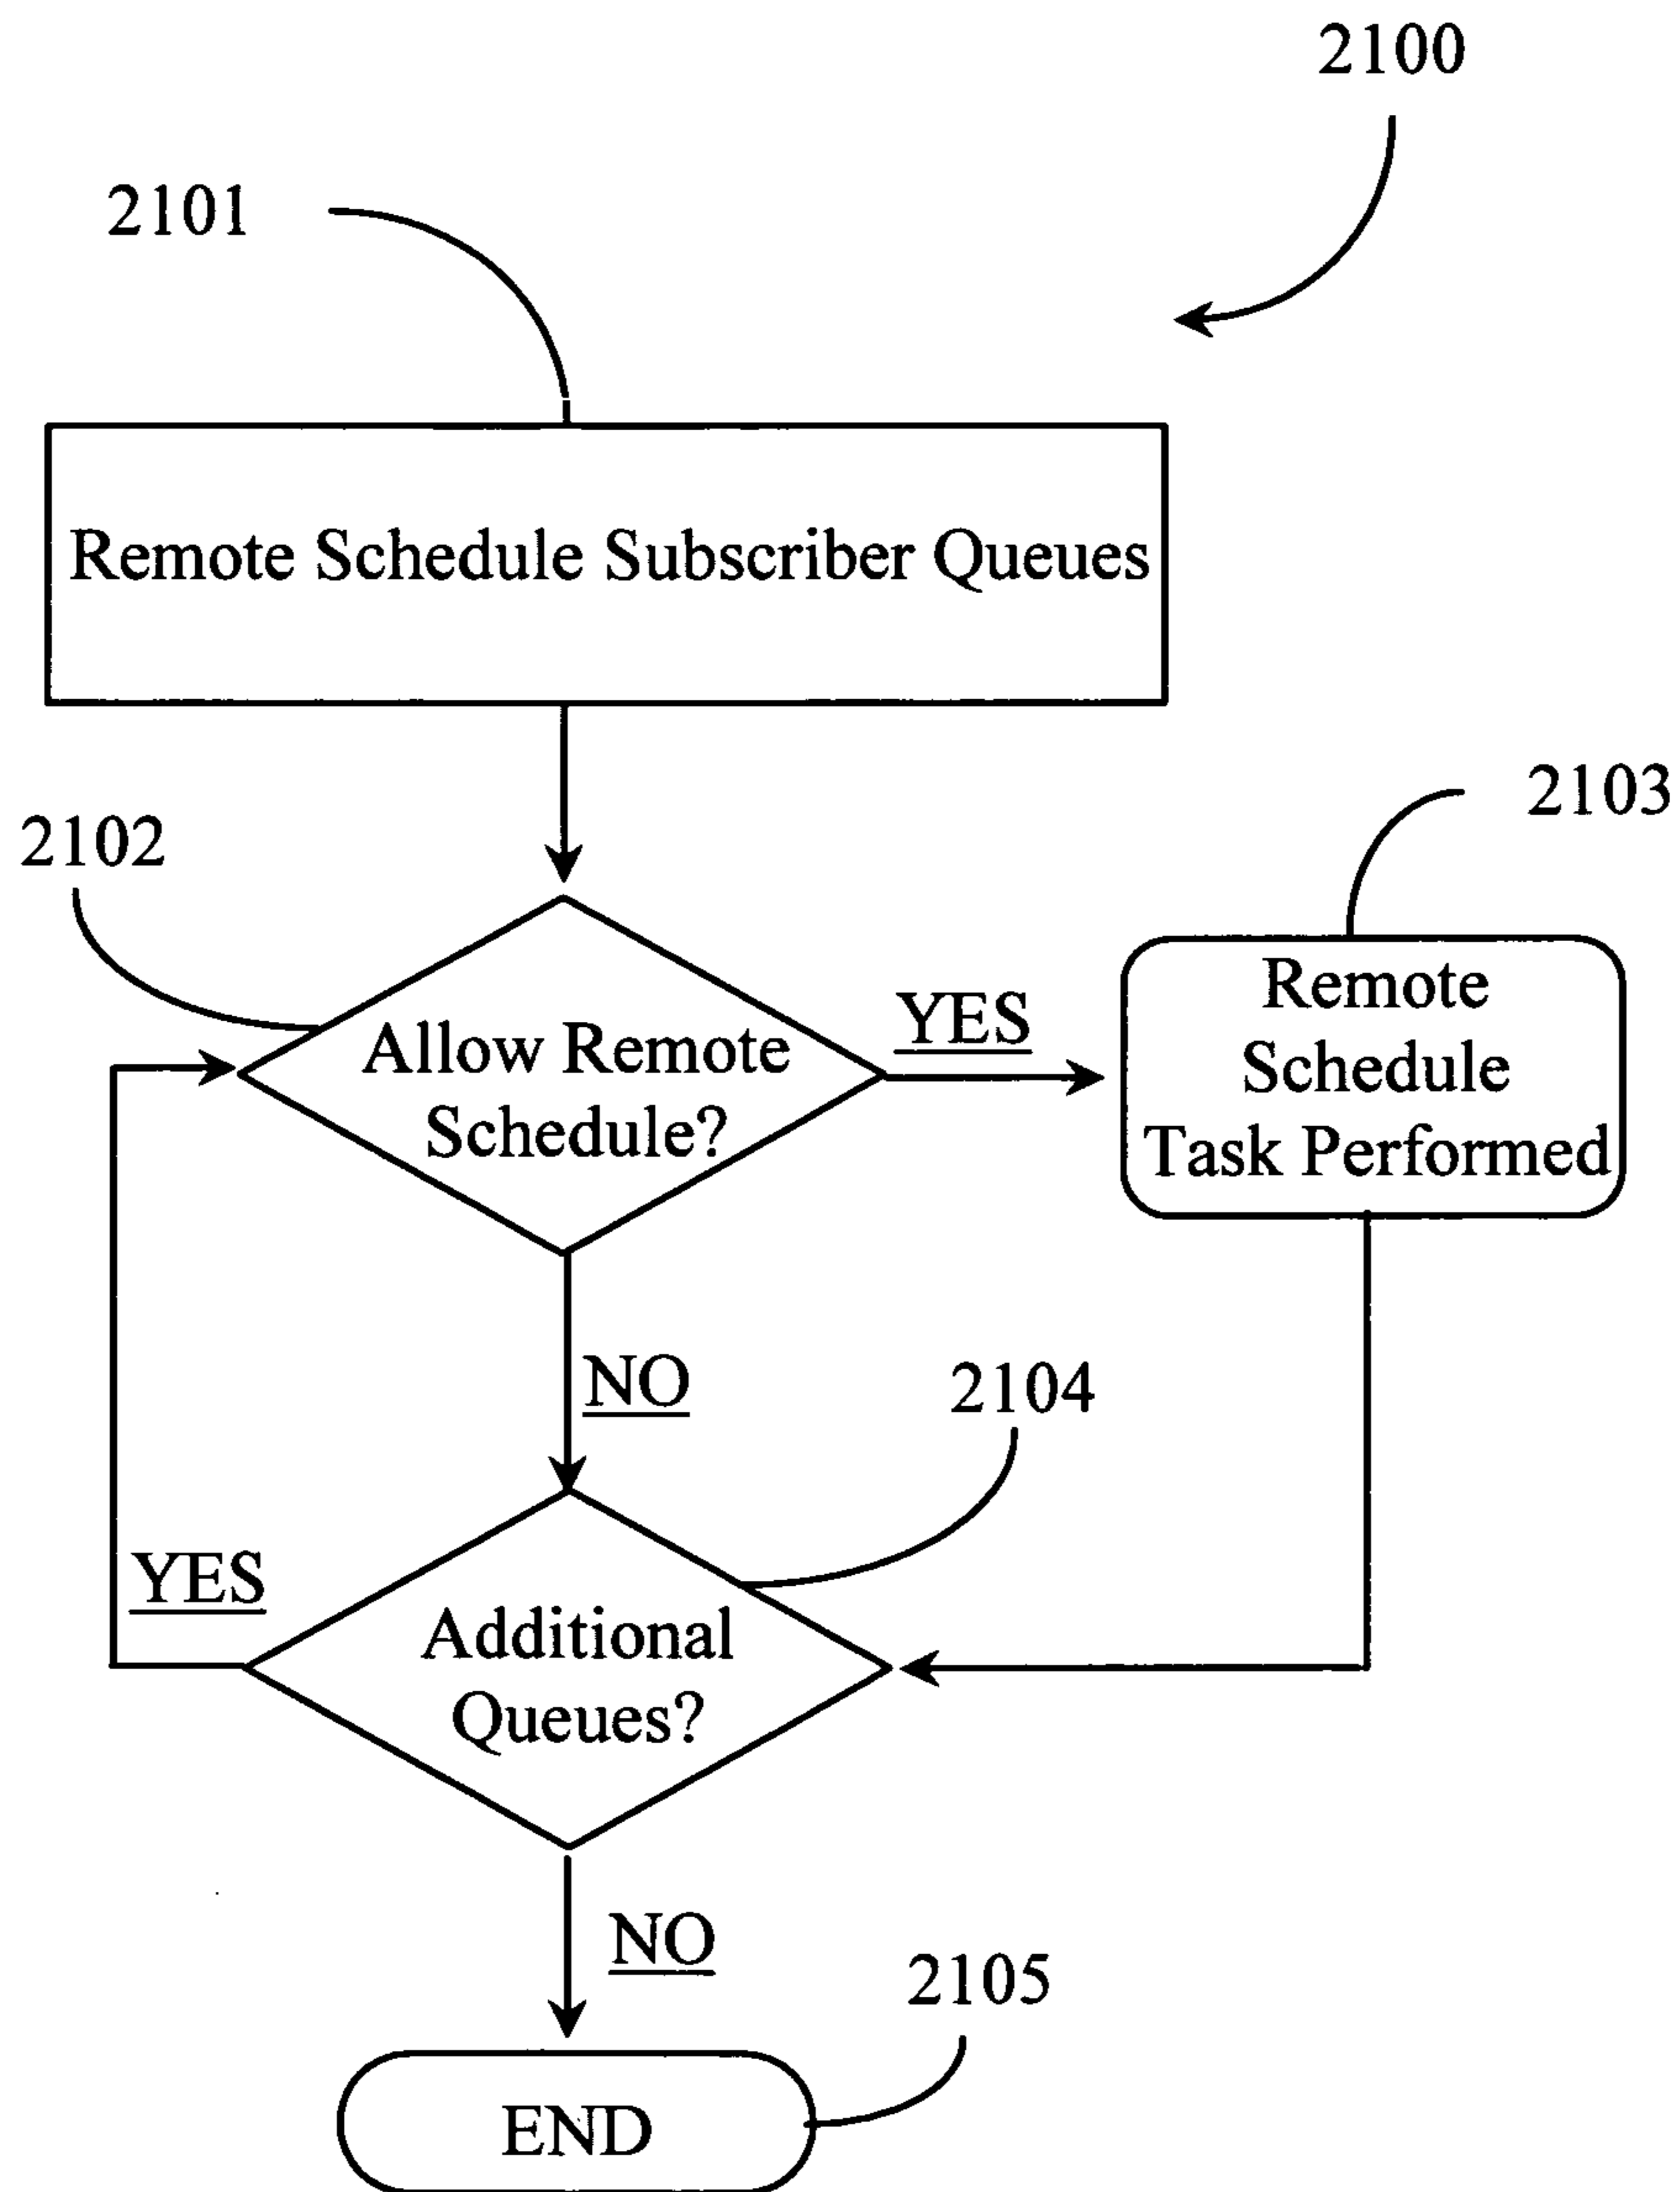 2100
2101
Remote Schedule Subscriber Queues
2102
2103
Remote
Schedule
Task Performed
YES
Allow Remote
Schedule?
NO
2104
YES
Additional
Queues?
NO
2105
END